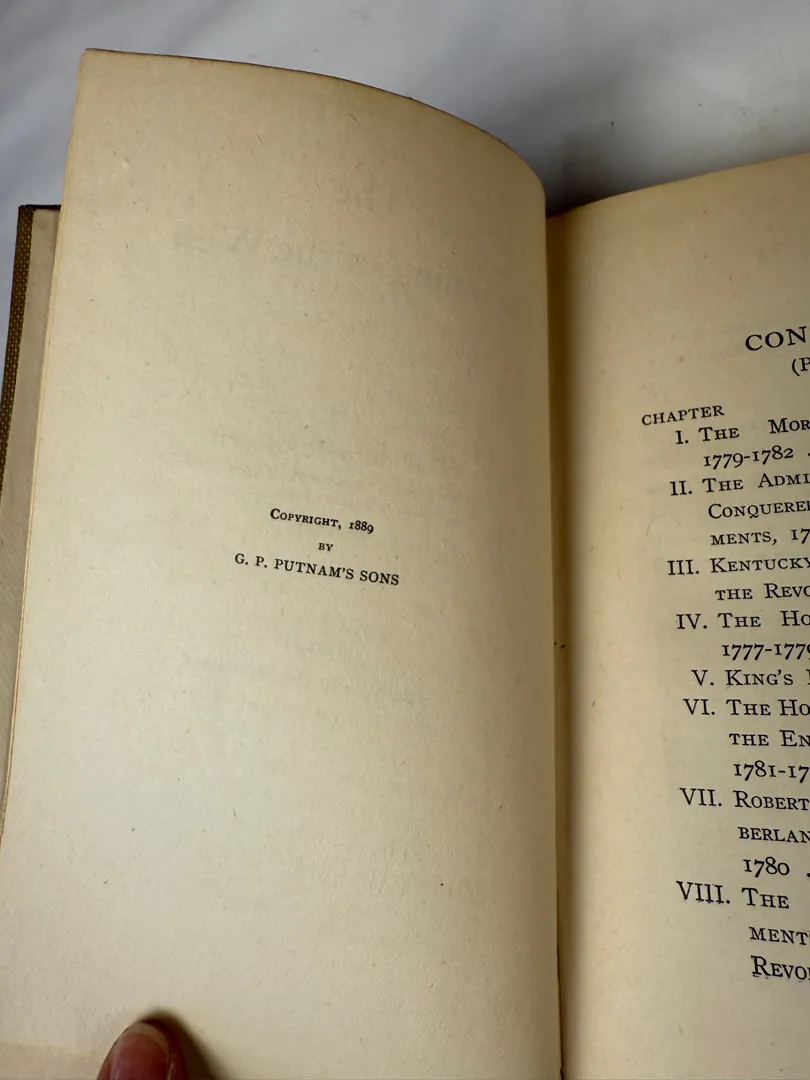 COPYRIGHT, 1889
BY
G. P. PUTNAM'S SONS
CON
(P
CHAPTER
I. THE MOR
1779-1782 .
II. THE ADMI
CONQUERE
MENTS, 17
III. KENTUCKY
THE REVO
IV. THE HO
1777-1779
V. KING'S
VI. THE HO
THE EN
1781-17
VII. ROBERT
BERLAN
1780 .
VIII. THE
MENT
REVO